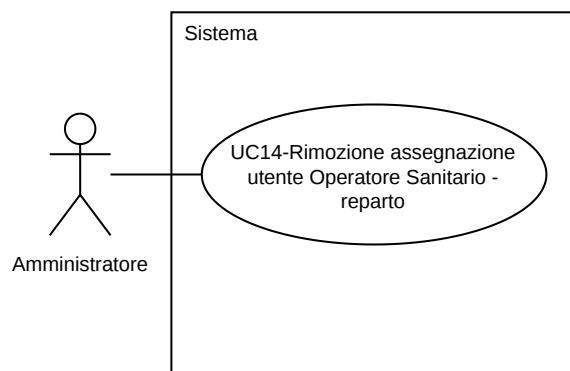 Sistema
UC14-Rimozione assegnazione
utente Operatore Sanitario -
reparto
Amministratore